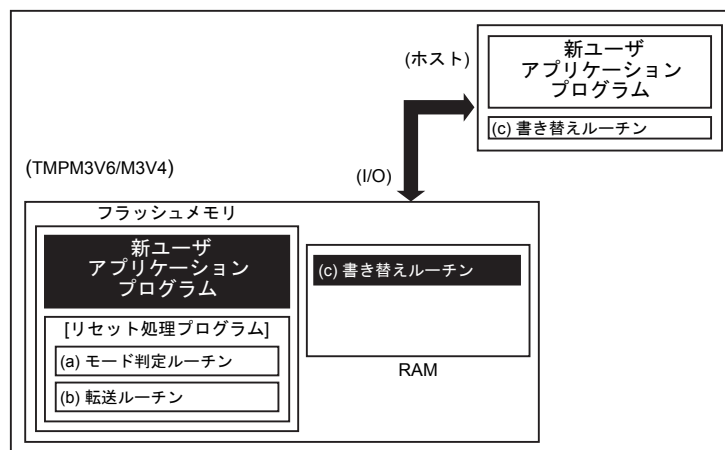 (ホスト)
新ユーザ
アプリケーション
プログラム
(c) 書き替えルーチン
(TMPM3V6/M3V4)
(I/O)
フラッシュメモリ
新ユーザ
アプリケーション
プログラム
[リセット処理プログラム]
(a) モード判定ルーチン
(b) 転送ルーチン
(c) 書き替えルーチン
RAM